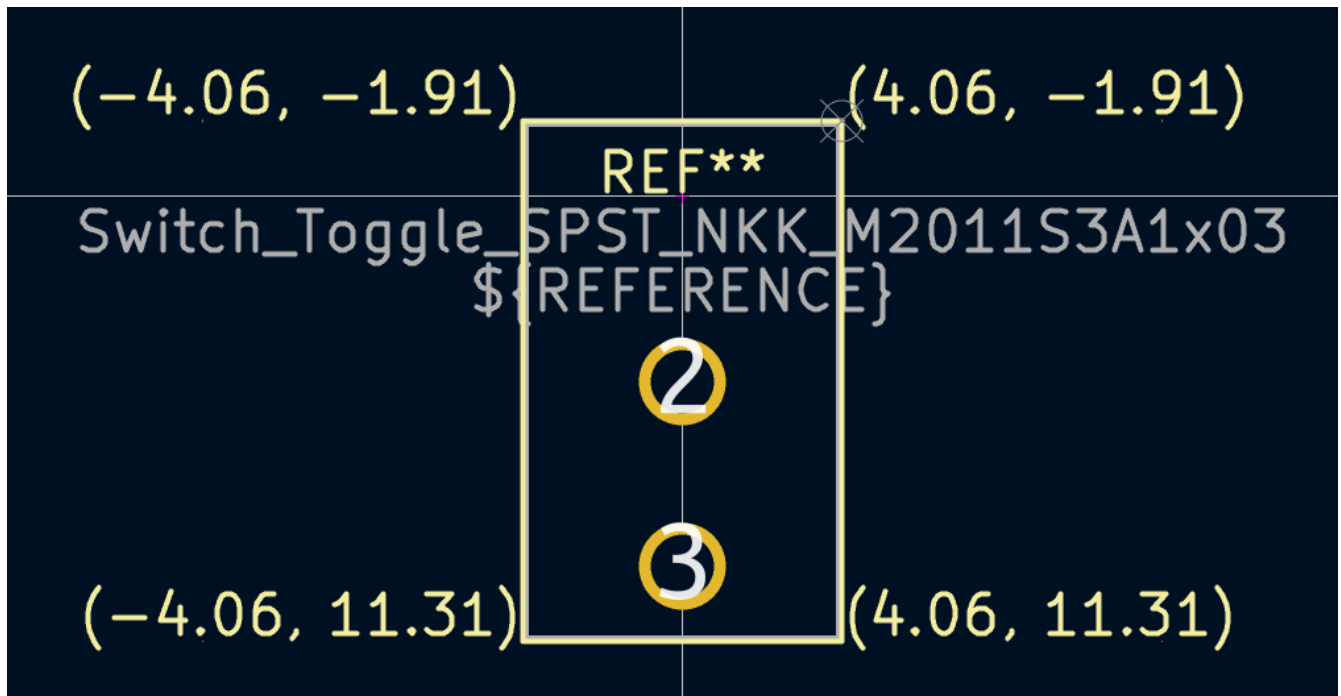 (-4.06, -1.91) (4.06, -1.91)
REF**
Switch_Toggle_SPST_NKK_M2011S3A1x03
${REFERENCE}
2
3
(-4.06, 11.31) (4.06, 11.31)